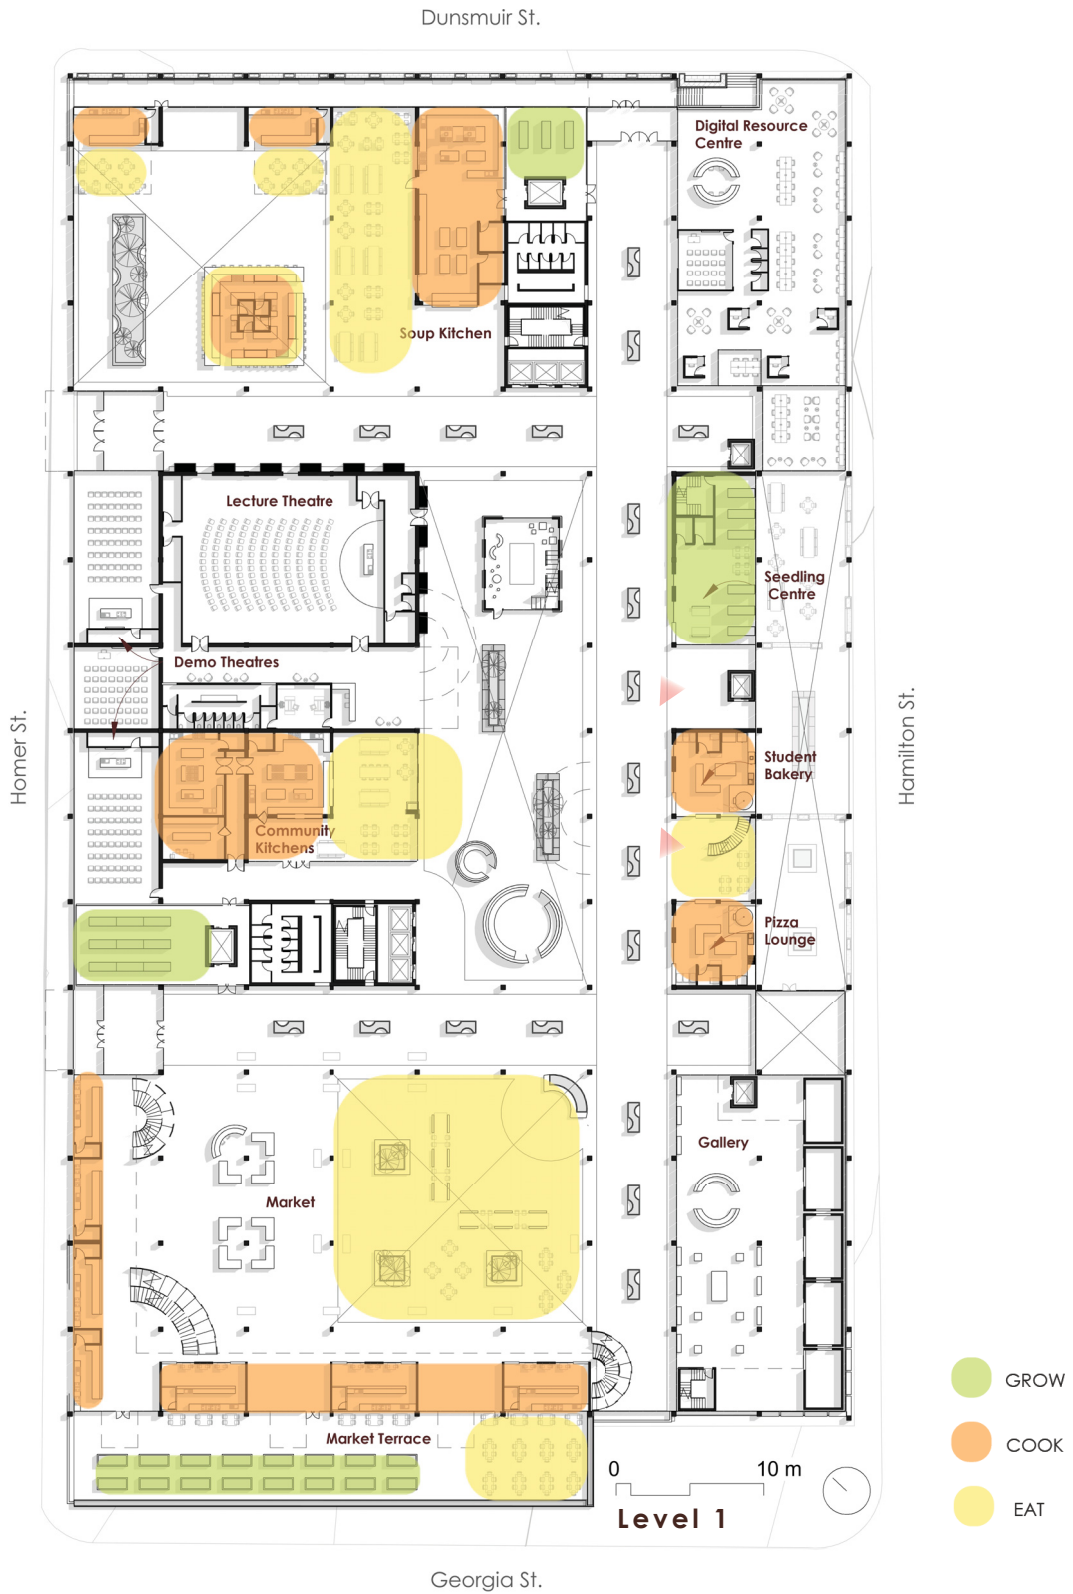 Dunsmuir St.
Digital Resource
Centre
Soup Kitchen
Lecture Theatre
Seedling
Centre
Demo Theatres
Homer St.
Hamilton St.
Student
Bakery
Community
Kitchens
Pizza
Lounge
Gallery
Market
GROW
Market Terrace
COOK
0 10 m
EAT
Level 1
Georgia St.